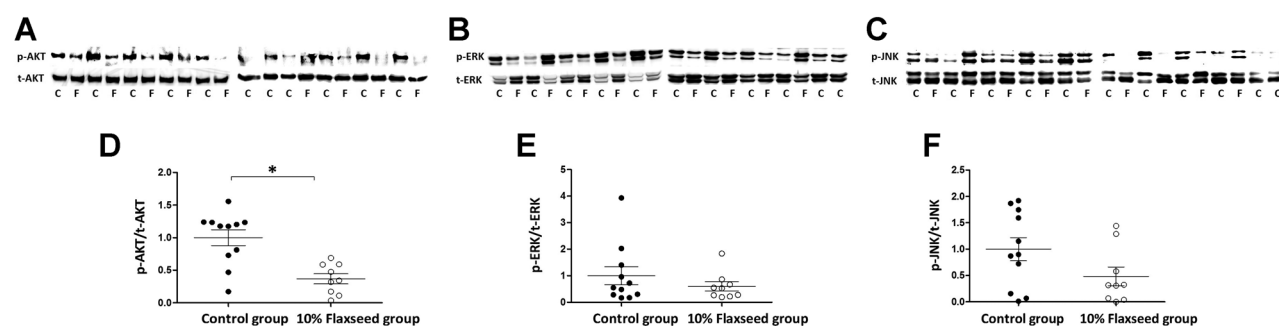 A
B
C
p-AKT
t-AKT
C F C F C F C F C F C C C F C F C F C F
p-ERK
t-ERK
C F C F C F C F C F C F C F C F C F C C
p-JNK
t-JNK
C F C F C F C F C F C F C F C F C F C C
D
p-AKT/t-AKT
2.0
1.5
1.0
0.5
0.0
*
Control group 10% Flaxseed group
E
p-ERK/t-ERK
5
4
3
2
1
0
Control group 10% Flaxseed group
F
p-JNK/t-JNK
2.5
2.0
1.5
1.0
0.5
0.0
Control group 10% Flaxseed group